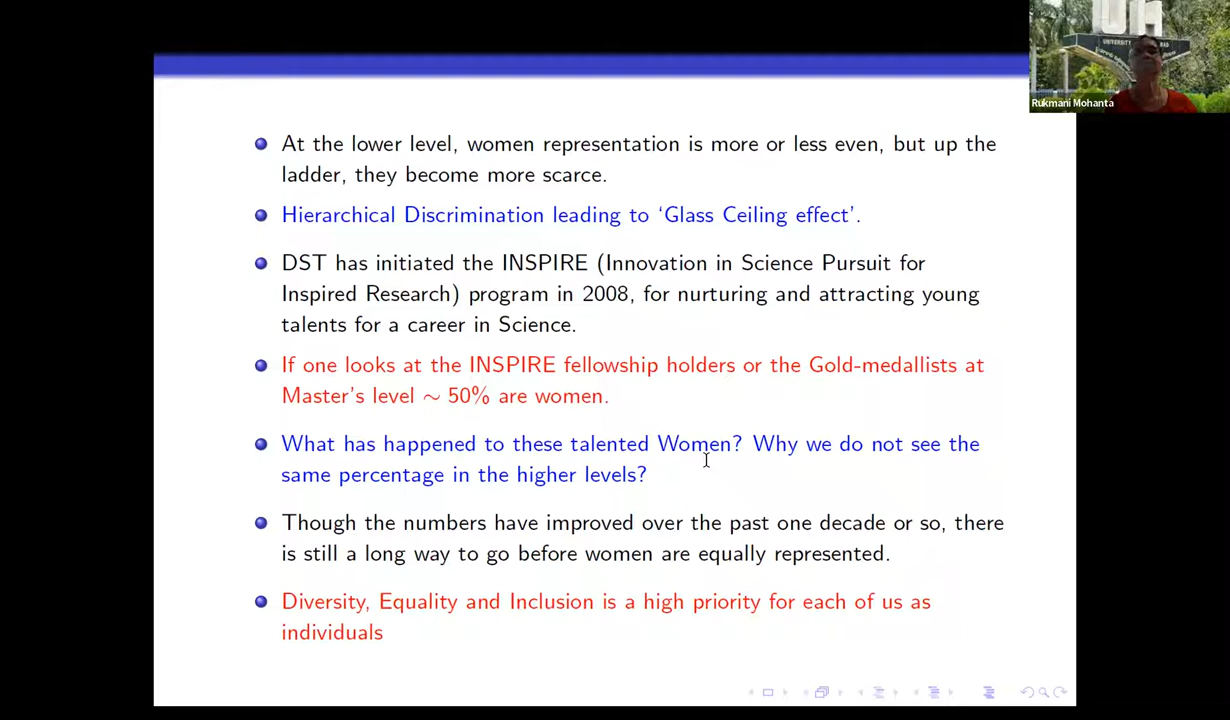 UH
UNIVERSITY
Rukmani Mohanta
At the lower level, women representation is more or less even, but up the
ladder, they become more scarce.
Hierarchical Discrimination leading to ‘Glass Ceiling effect’.
DST has initiated the INSPIRE (Innovation in Science Pursuit for
Inspired Research) program in 2008, for nurturing and attracting young
talents for a career in Science.
If one looks at the INSPIRE fellowship holders or the Gold-medallists at
Master's level ∼ 50% are women.
What has happened to these talented Women? Why we do not see the
same percentage in the higher levels?
Though the numbers have improved over the past one decade or so, there
is still a long way to go before women are equally represented.
Diversity, Equality and Inclusion is a high priority for each of us as
individuals